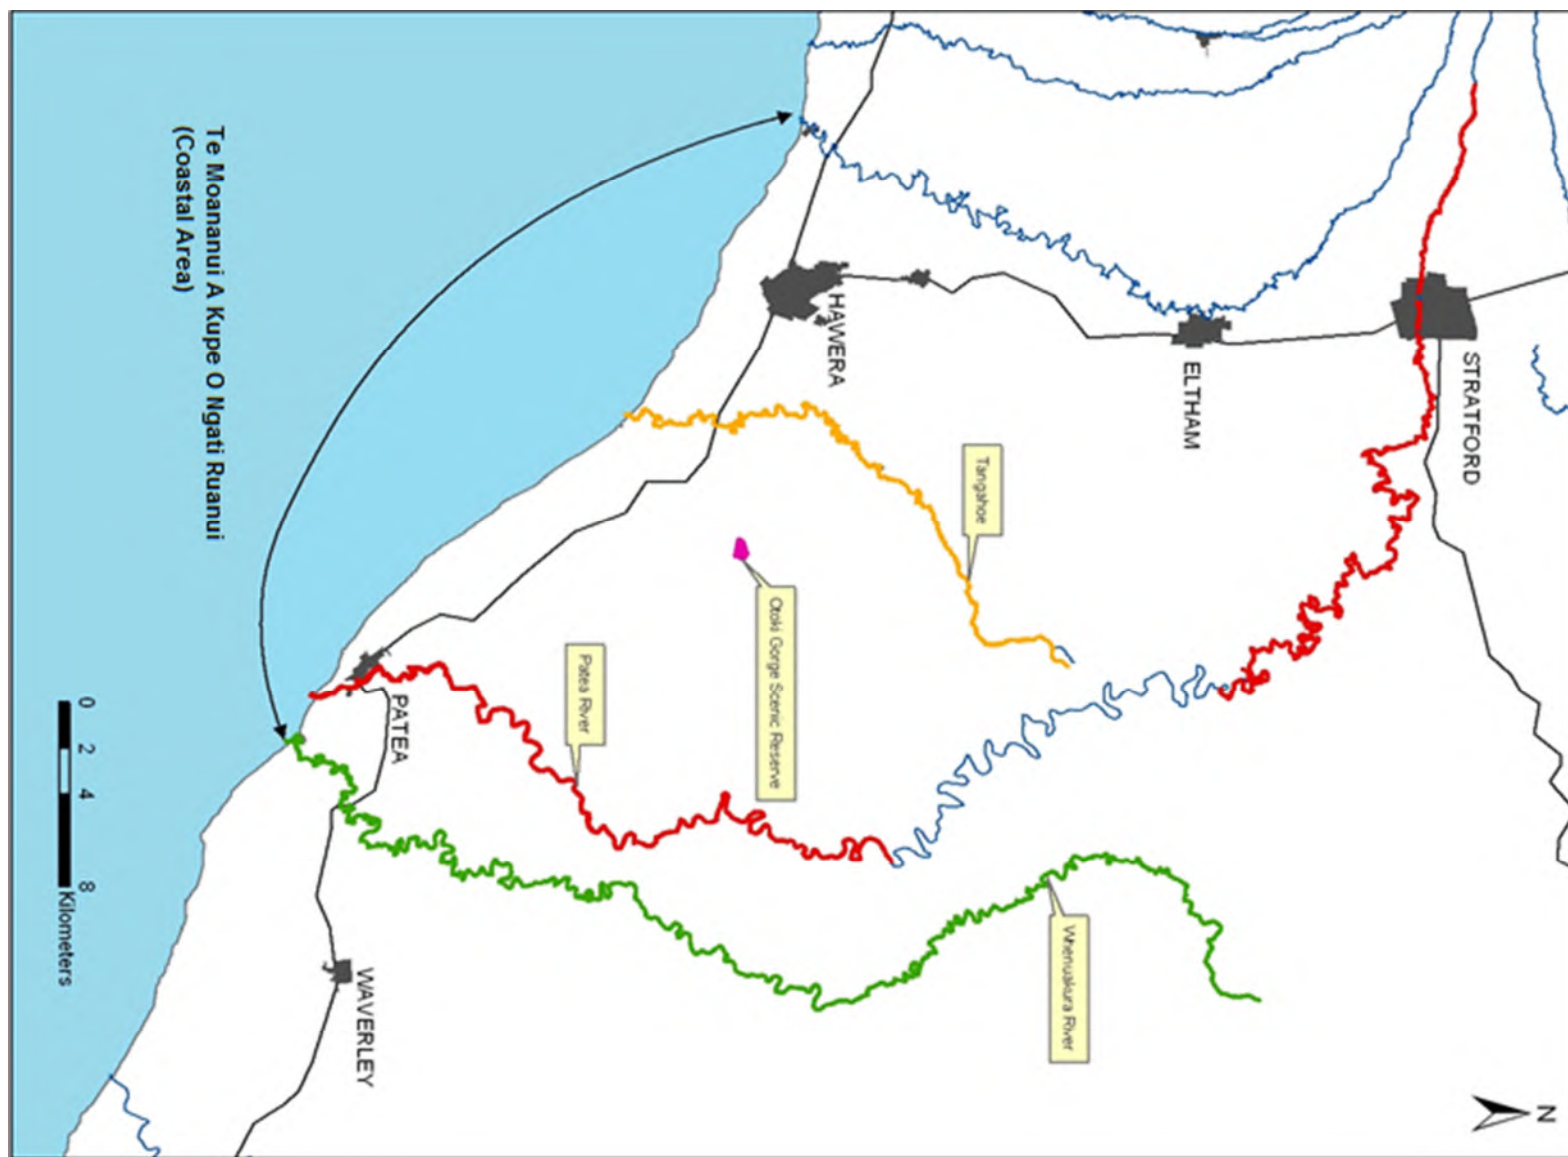 N
STRATFORD
ELTHAM
HAWERA
Tangahoe
Otoki Gorge Scenic Reserve
Patea River
Whenuakura River
PATEA
WAVERLEY
Te Moananui A Kupe O Ngati Ruanui
(Coastal Area)
0 2 4 8
Kilometers